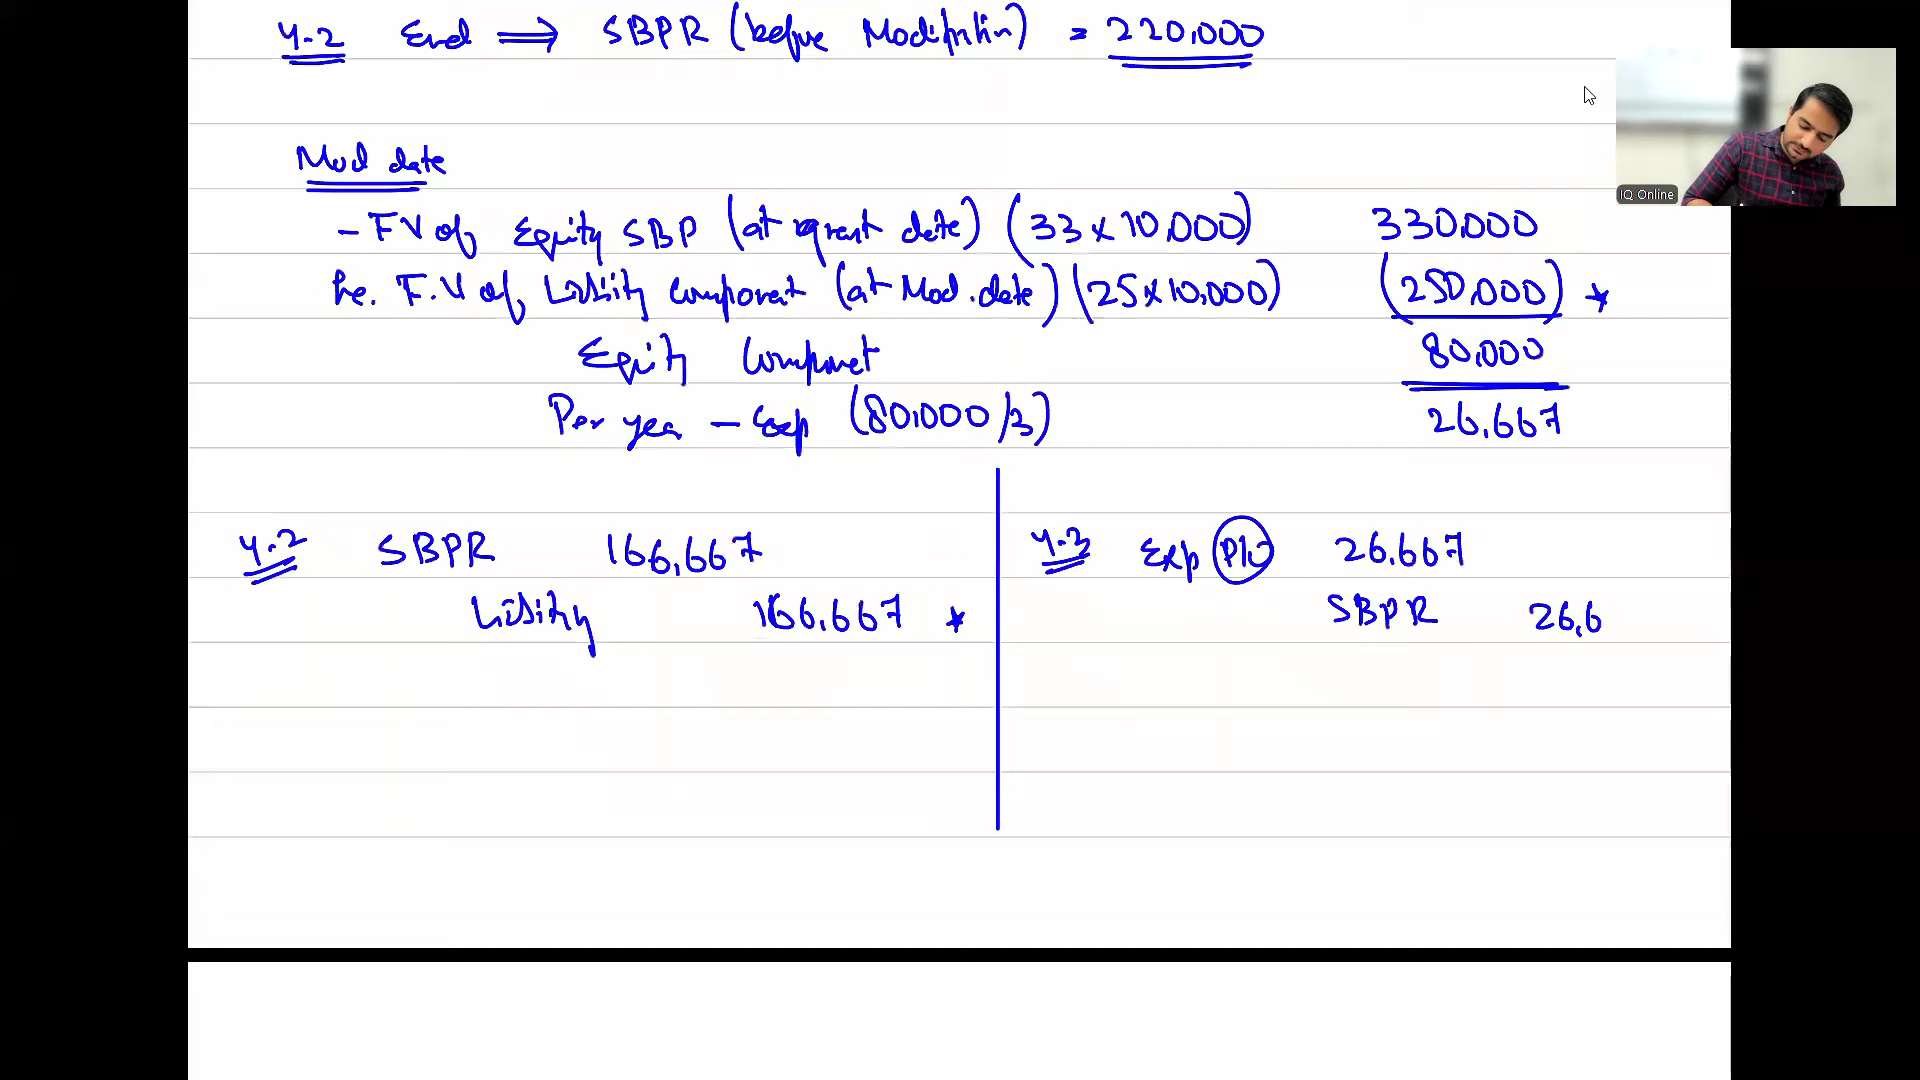 Y-2 End ⇒ SBPR (before Modification) = 220,000
IQ Online
Mod date
- FV of Equity SBP (at grant date) (33 x 10,000) 330,000
Le. F.V of Liability Component (at Mod. date) (25 x 10,000) (250,000) *
Equity Component 80,000
Per year - Exp (80,000/3) 26,667
Y-2 SBPR 166,667
Liability 166,667 *
Y-3 Exp P/L 26,667
SBPR 26,6